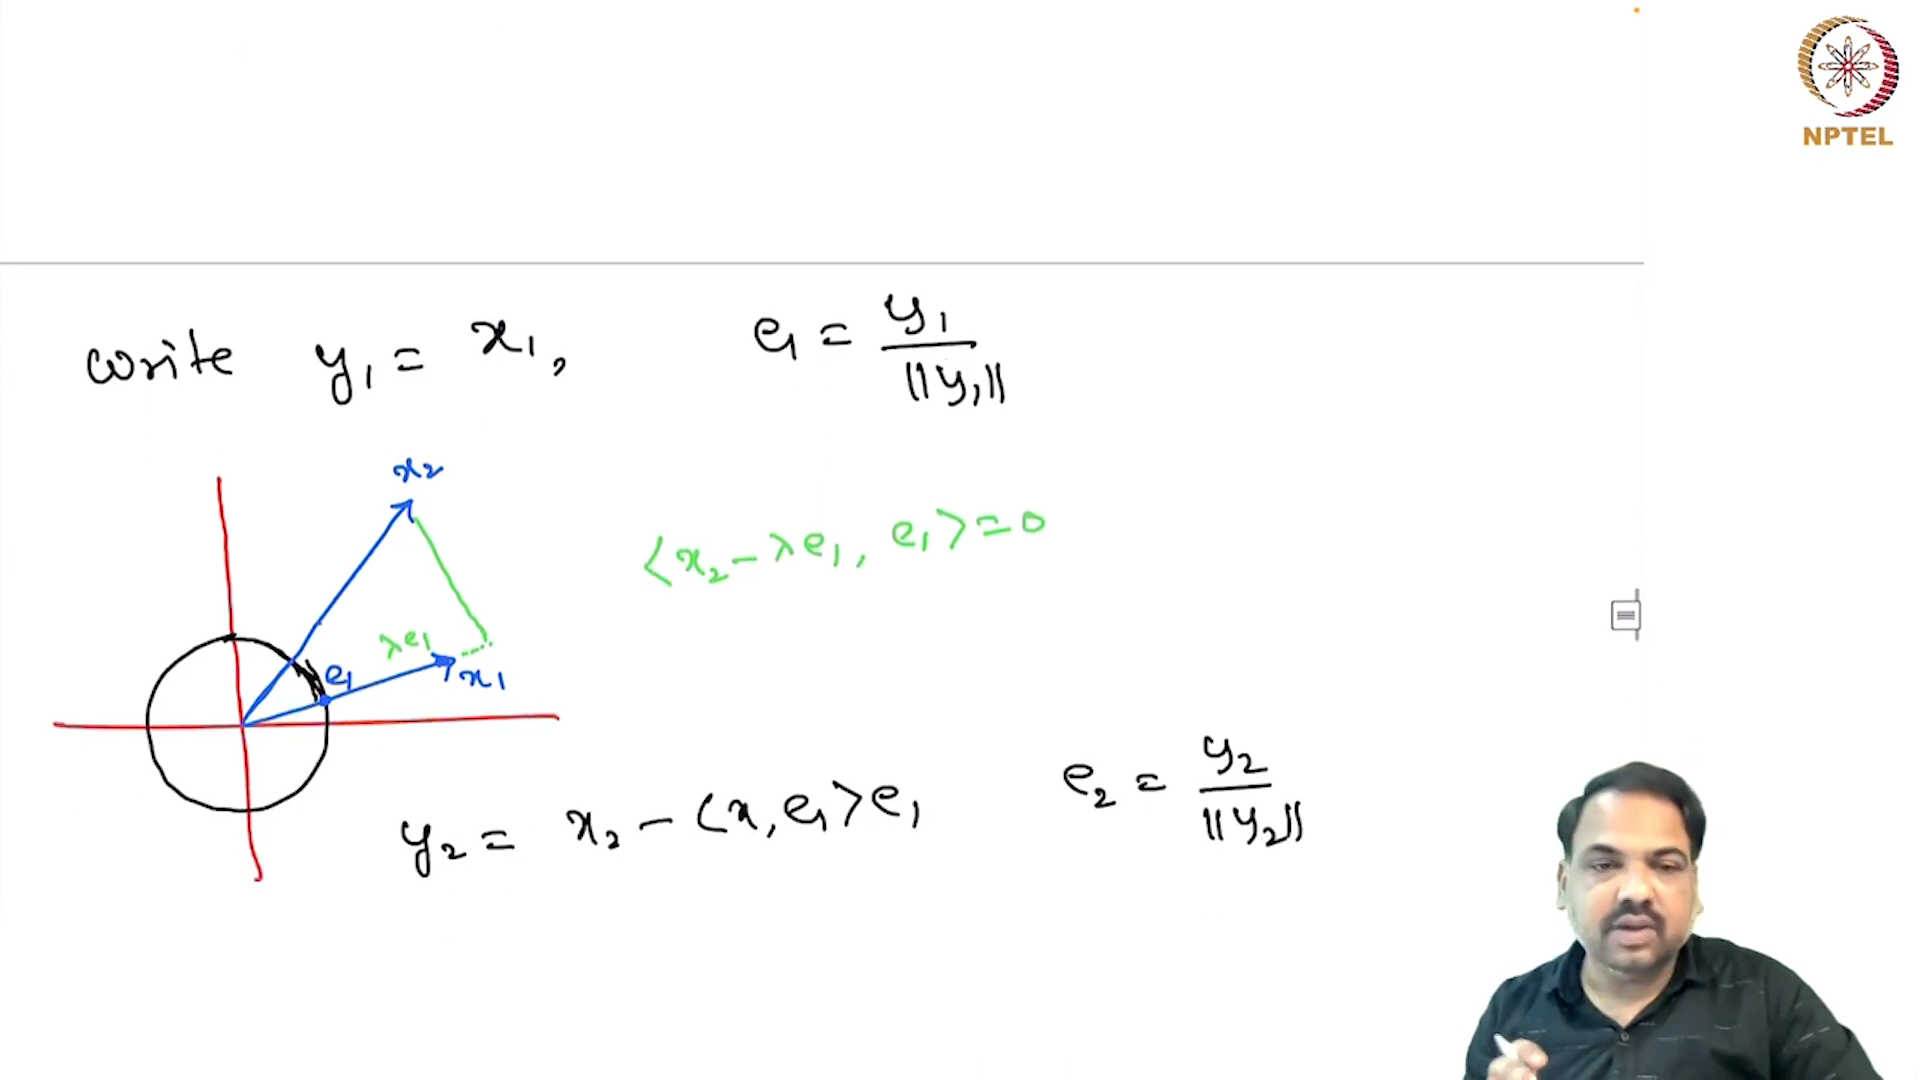 NPTEL
write y₁ = x₁, e₁ = y₁/||y₁||
x₂
⟨x₂ - λe₁, e₁⟩ = 0
λe₁
e₁
x₁
y₂ = x₂ - ⟨x, e₁⟩e₁ e₂ = y₂/||y₂||